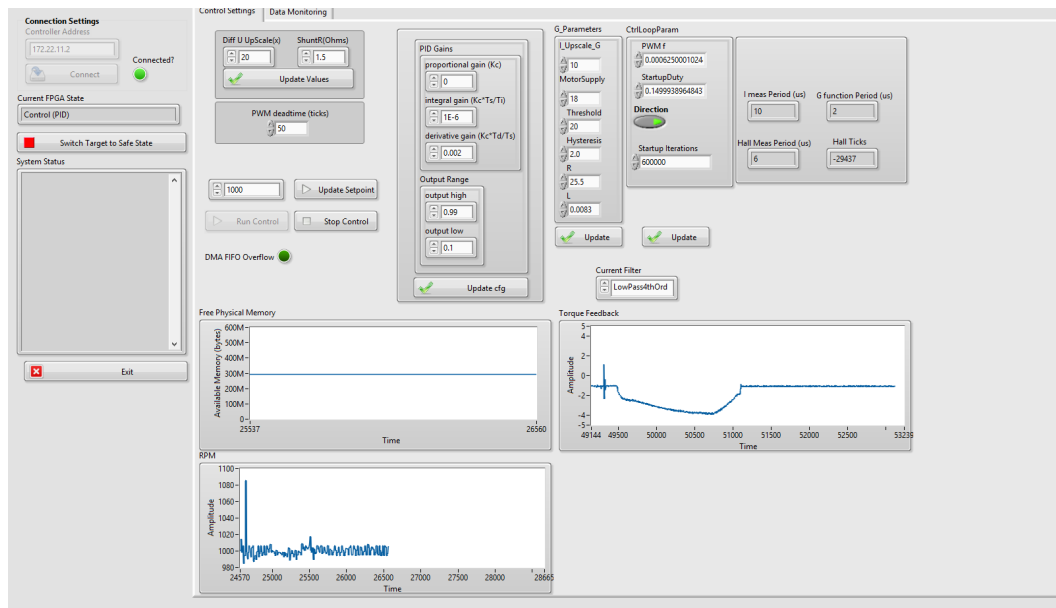 Connection Settings
Controller Address
172.22.11.2
Connected?
Connect
Current FPGA State
Control (PID)
Switch Target to Safe State
System Status
Exit
Control Settings
Data Monitoring
Diff U UpScale(x)
ShuntR(Ohms)
20
1.5
Update Values
PWM deadtime (ticks)
50
1000
Update Setpoint
Run Control
Stop Control
DMA FIFO Overflow
PID Gains
proportional gain (Kc)
0
integral gain (Kc*Ts/Ti)
1E-6
derivative gain (Kc*Td/Ts)
0.002
Output Range
output high
0.99
output low
0.1
Update cfg
G_Parameters
I_Upscale_G
10
MotorSupply
18
Threshold
20
Hysteresis
2.0
R
25.5
L
0.0083
Update
CtrlLoopParam
PWM f
0.0006250001024
StartupDuty
0.1499938964843
Direction
Startup Iterations
600000
Update
I meas Period (us)
G function Period (us)
10
2
Hall Meas Period (us)
Hall Ticks
6
-29437
Current Filter
LowPass4thOrd
Free Physical Memory
Available Memory (bytes)
600M
500M
400M
300M
200M
100M
0
25537
26560
Time
Torque Feedback
Amplitude
5
4
2
0
-2
-4
-5
49144
49500
50000
50500
51000
51500
52000
52500
53239
Time
RPM
Amplitude
1100
1080
1060
1040
1020
1000
980
24570
25000
25500
26000
26500
27000
27500
28000
28665
Time